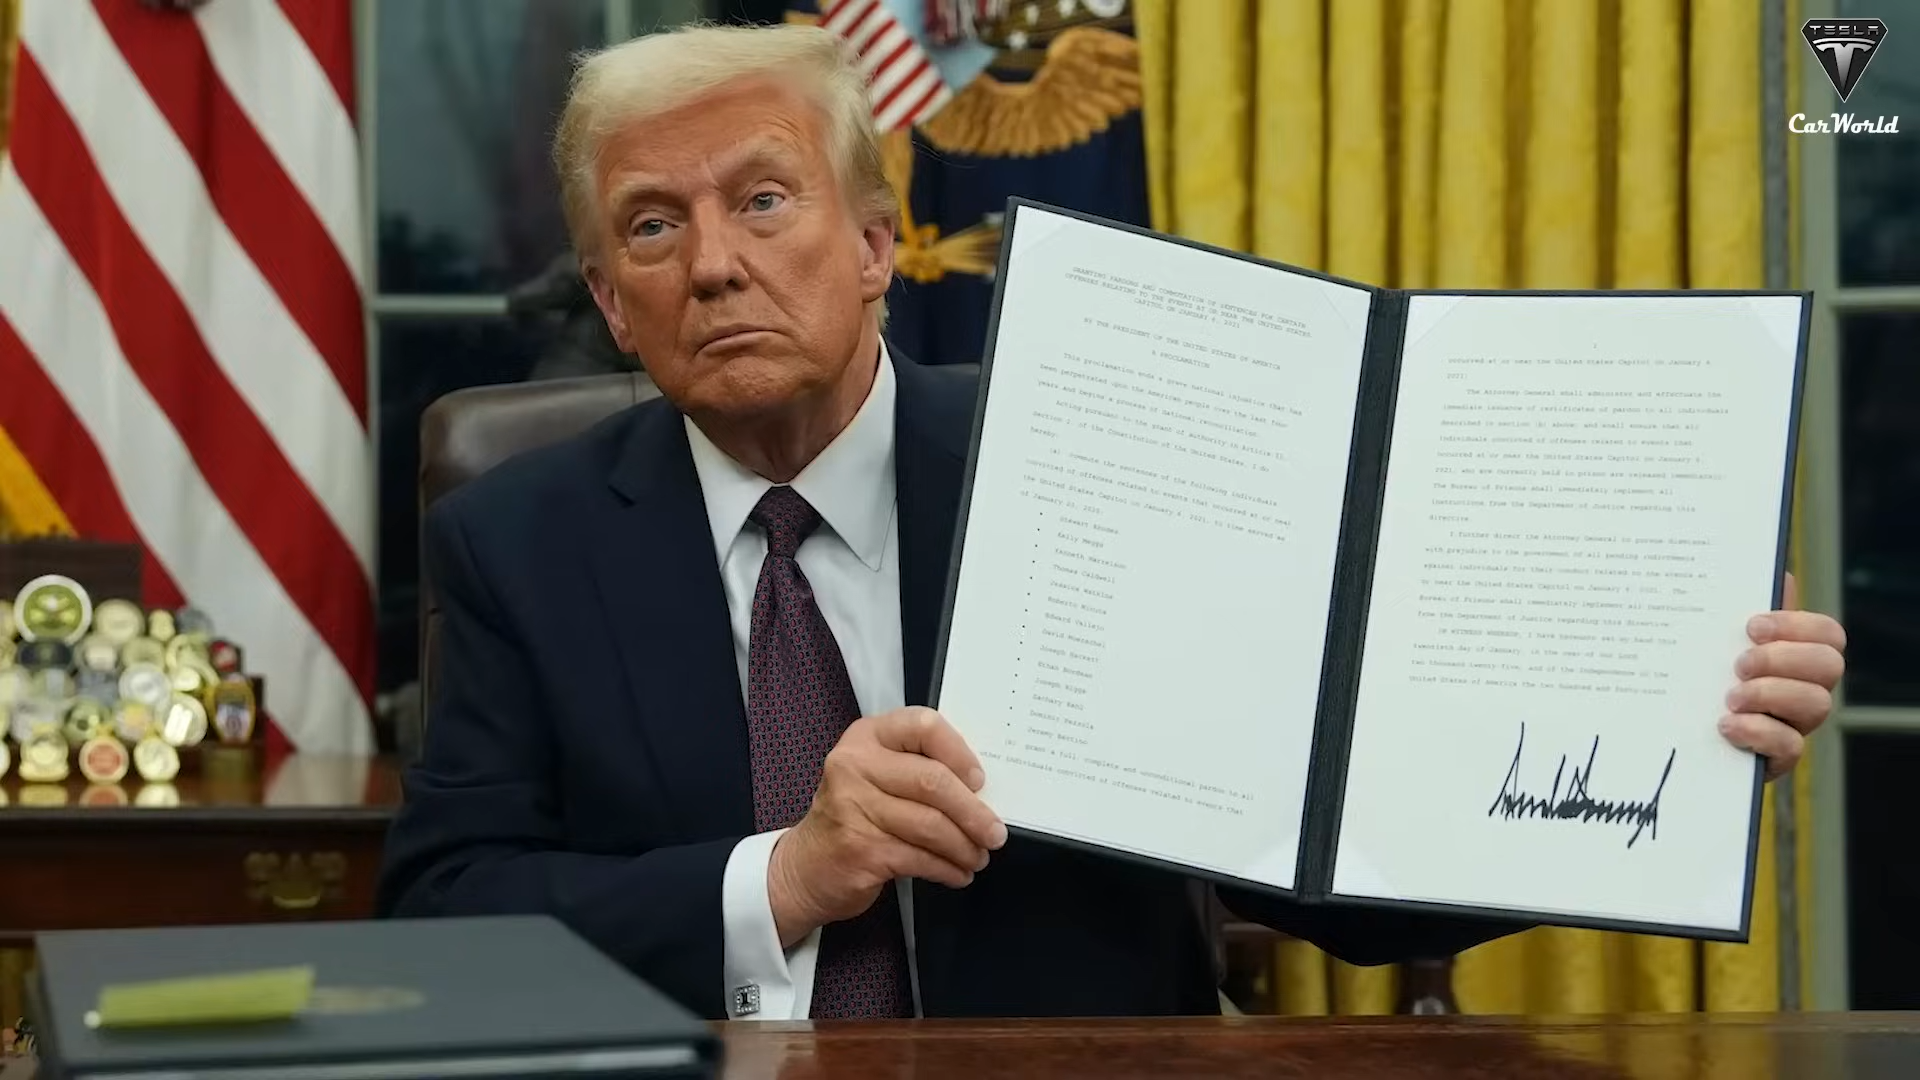 TESLA
CarWorld
GRANTING PARDONS AND COMMUTATION OF SENTENCES FOR CERTAIN
OFFENSES RELATING TO THE EVENTS AT OR NEAR THE UNITED STATES
CAPITOL ON JANUARY 6, 2021
BY THE PRESIDENT OF THE UNITED STATES OF AMERICA
A PROCLAMATION
This proclamation ends a grave national injustice that has
been perpetrated upon the American people over the last four
years and begins a process of national reconciliation.
Acting pursuant to the grant of authority in Article II,
Section 2, of the Constitution of the United States, I do
hereby:
(a) commute the sentences of the following individuals
convicted of offenses related to events that occurred at or near
the United States Capitol on January 6, 2021, to time served as
of January 20, 2025:
• Stewart Rhodes
• Kelly Meggs
• Kenneth Harrelson
• Thomas Caldwell
• Jessica Watkins
• Roberto Minuta
• Edward Vallejo
• David Moerschel
• Joseph Hackett
• Ethan Nordean
• Joseph Biggs
• Zachary Rehl
• Dominic Pezzola
• Jeremy Bertino
(b) grant a full, complete and unconditional pardon to all
other individuals convicted of offenses related to events that
occurred at or near the United States Capitol on January 6,
2021;
The Attorney General shall administer and effectuate the
immediate issuance of certificates of pardon to all individuals
described in section (b) above, and shall ensure that all
individuals convicted of offenses related to events that
occurred at or near the United States Capitol on January 6,
2021, who are currently held in prison are released immediately.
The Bureau of Prisons shall immediately implement all
instructions from the Department of Justice regarding this
directive.
I further direct the Attorney General to pursue dismissal
with prejudice to the government of all pending indictments
against individuals for their conduct related to the events at
or near the United States Capitol on January 6, 2021. The
Bureau of Prisons shall immediately implement all instructions
from the Department of Justice regarding this directive.
IN WITNESS WHEREOF, I have hereunto set my hand this
twentieth day of January, in the year of our Lord
two thousand twenty-five, and of the Independence of the
United States of America the two hundred and forty-ninth.